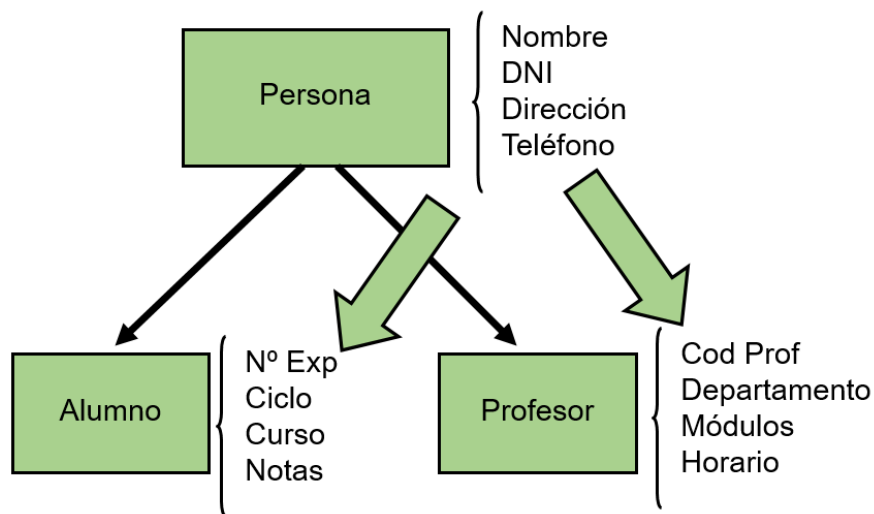 Persona
Nombre
DNI
Dirección
Teléfono
Alumno
Nº Exp
Ciclo
Curso
Notas
Profesor
Cod Prof
Departamento
Módulos
Horario